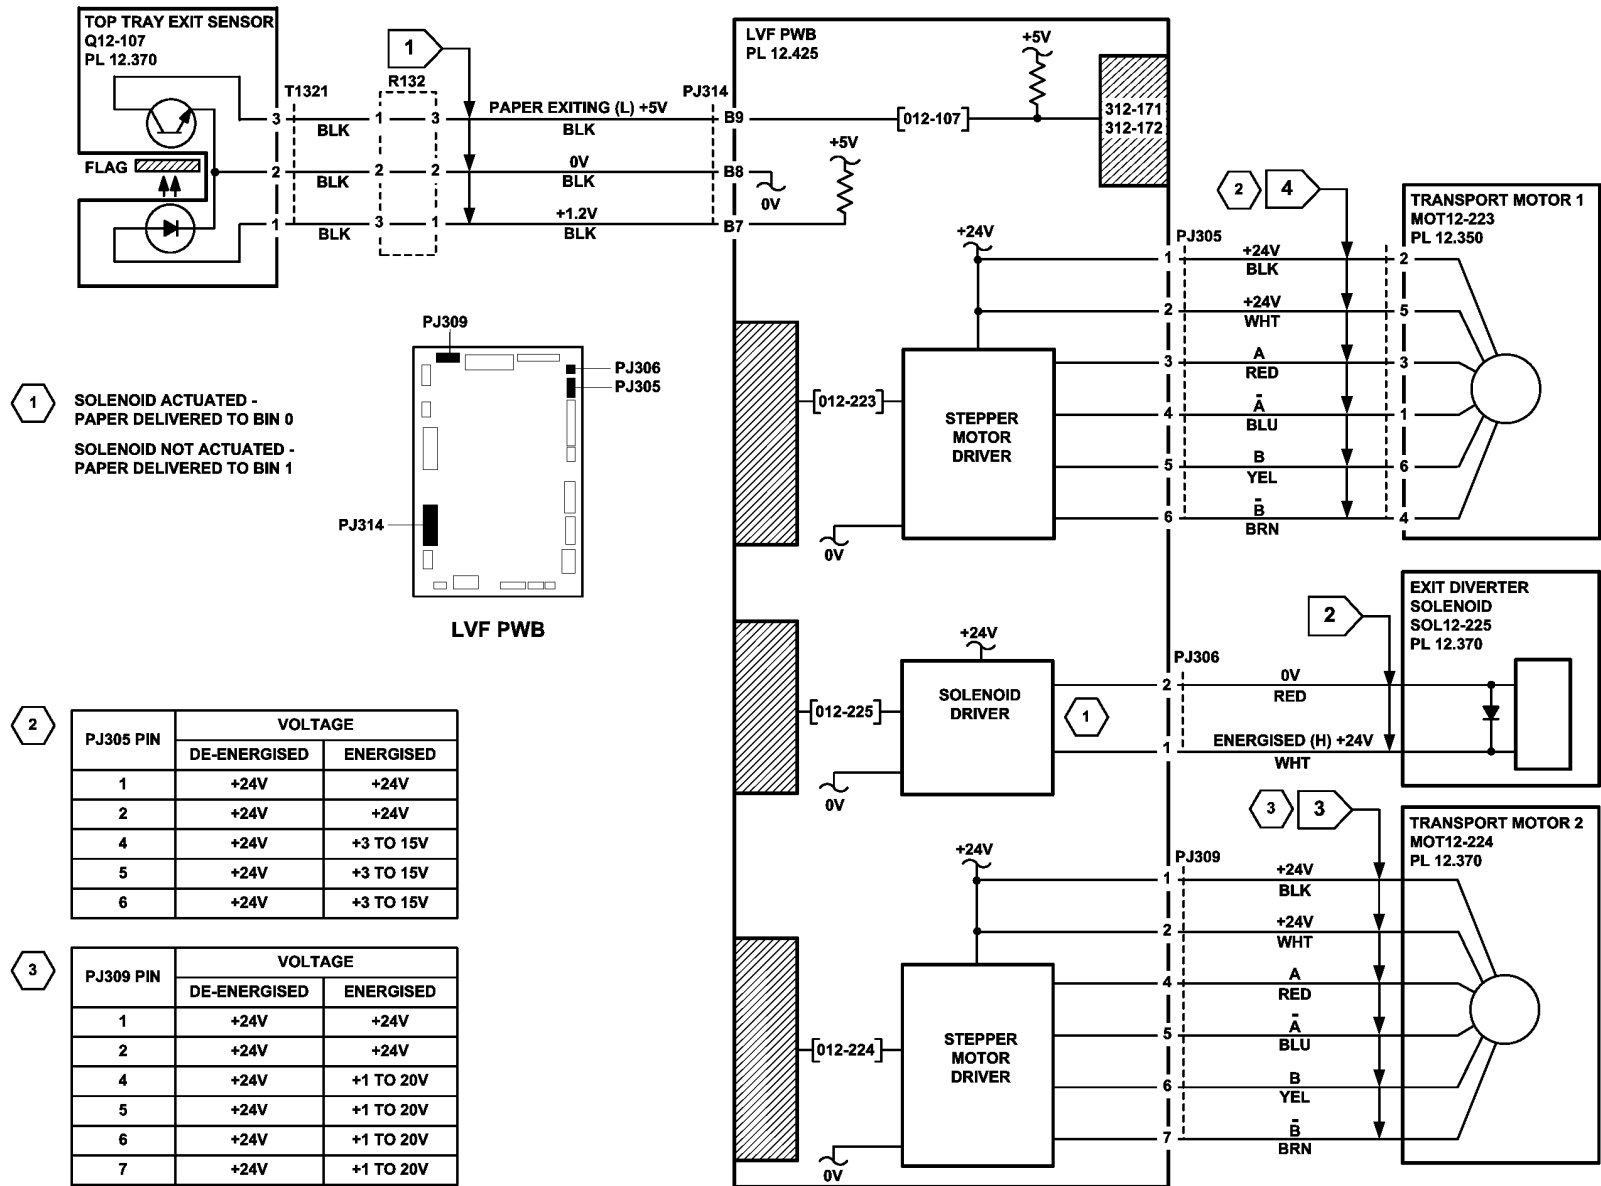 TOP TRAY EXIT SENSOR
Q12-107
PL 12.370
FLAG
3
2
1
T1321
BLK
BLK
BLK
R132
1
2
3
3
2
1
1
PAPER EXITING (L) +5V
BLK
0V
BLK
+1.2V
BLK
PJ314
B9
B8
B7
LVF PWB
PL 12.425
+5V
[012-107]
312-171
312-172
+5V
0V
PJ309
PJ306
PJ305
PJ314
LVF PWB
1
SOLENOID ACTUATED -
PAPER DELIVERED TO BIN 0
SOLENOID NOT ACTUATED -
PAPER DELIVERED TO BIN 1
+24V
[012-223]
STEPPER
MOTOR
DRIVER
0V
PJ305
1
2
3
4
5
6
+24V
BLK
+24V
WHT
A
RED
A̅
BLU
B
YEL
B̅
BRN
2
4
2
5
3
1
6
4
TRANSPORT MOTOR 1
MOT12-223
PL 12.350
+24V
[012-225]
SOLENOID
DRIVER
0V
1
PJ306
2
1
0V
RED
ENERGISED (H) +24V
WHT
2
EXIT DIVERTER
SOLENOID
SOL12-225
PL 12.370
+24V
[012-224]
STEPPER
MOTOR
DRIVER
0V
PJ309
1
2
4
5
6
7
+24V
BLK
+24V
WHT
A
RED
A̅
BLU
B
YEL
B̅
BRN
3
3
TRANSPORT MOTOR 2
MOT12-224
PL 12.370
2
PJ305 PIN VOLTAGE
DE-ENERGISED ENERGISED
1 +24V +24V
2 +24V +24V
4 +24V +3 TO 15V
5 +24V +3 TO 15V
6 +24V +3 TO 15V
3
PJ309 PIN VOLTAGE
DE-ENERGISED ENERGISED
1 +24V +24V
2 +24V +24V
4 +24V +1 TO 20V
5 +24V +1 TO 20V
6 +24V +1 TO 20V
7 +24V +1 TO 20V